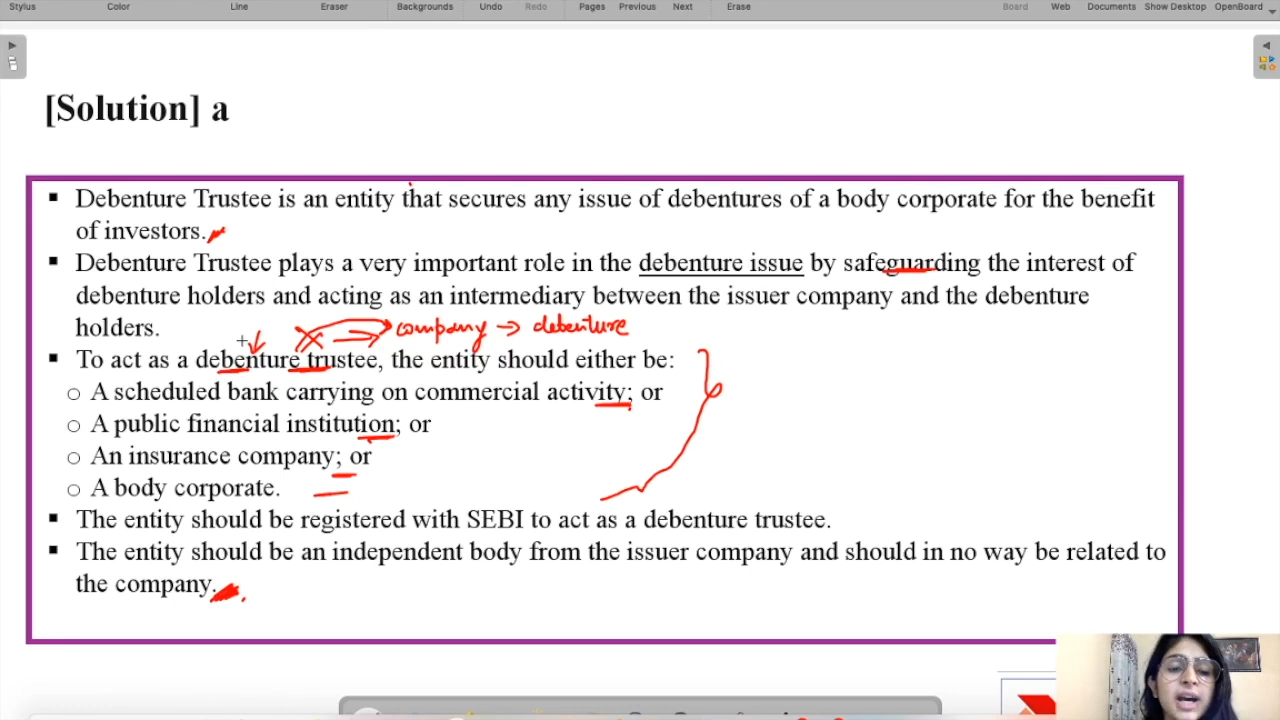 Stylus Color Line Eraser Backgrounds Undo Redo Pages Previous Next Erase Board Web Documents Show Desktop OpenBoard
[Solution] a
▪ Debenture Trustee is an entity that secures any issue of debentures of a body corporate for the benefit
of investors.
▪ Debenture Trustee plays a very important role in the debenture issue by safeguarding the interest of
debenture holders and acting as an intermediary between the issuer company and the debenture
holders.
company → debenture
▪ To act as a debenture trustee, the entity should either be:
○ A scheduled bank carrying on commercial activity; or
○ A public financial institution; or
○ An insurance company; or
○ A body corporate.
▪ The entity should be registered with SEBI to act as a debenture trustee.
▪ The entity should be an independent body from the issuer company and should in no way be related to
the company.